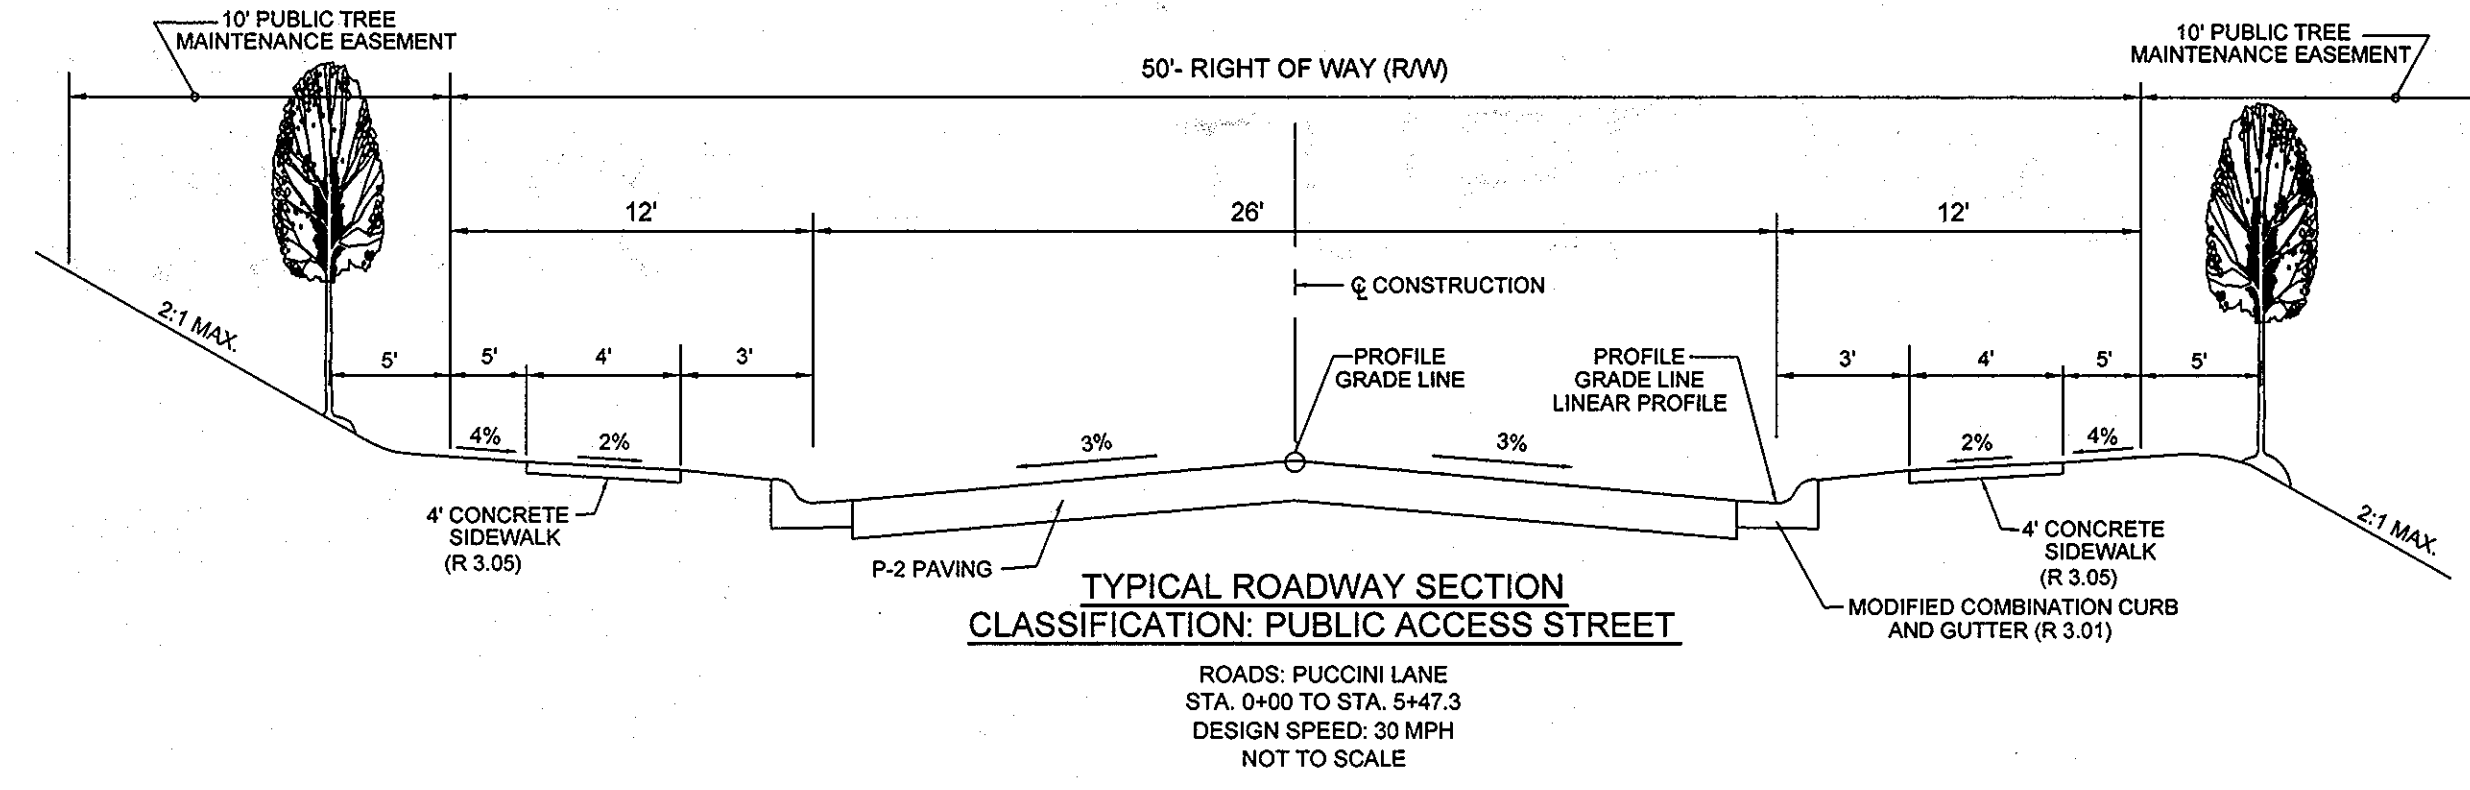 10' PUBLIC TREE
MAINTENANCE EASEMENT
10' PUBLIC TREE
MAINTENANCE EASEMENT
50'- RIGHT OF WAY (R/W)
12'
26'
12'
℄ CONSTRUCTION
2:1 MAX.
5'
5'
4'
3'
PROFILE
GRADE LINE
PROFILE
GRADE LINE
LINEAR PROFILE
3'
4'
5'
5'
4%
2%
3%
3%
2%
4%
4' CONCRETE
SIDEWALK
(R 3.05)
P-2 PAVING
4' CONCRETE
SIDEWALK
(R 3.05)
2:1 MAX.
MODIFIED COMBINATION CURB
AND GUTTER (R 3.01)
TYPICAL ROADWAY SECTION
CLASSIFICATION: PUBLIC ACCESS STREET
ROADS: PUCCINI LANE
STA. 0+00 TO STA. 5+47.3
DESIGN SPEED: 30 MPH
NOT TO SCALE